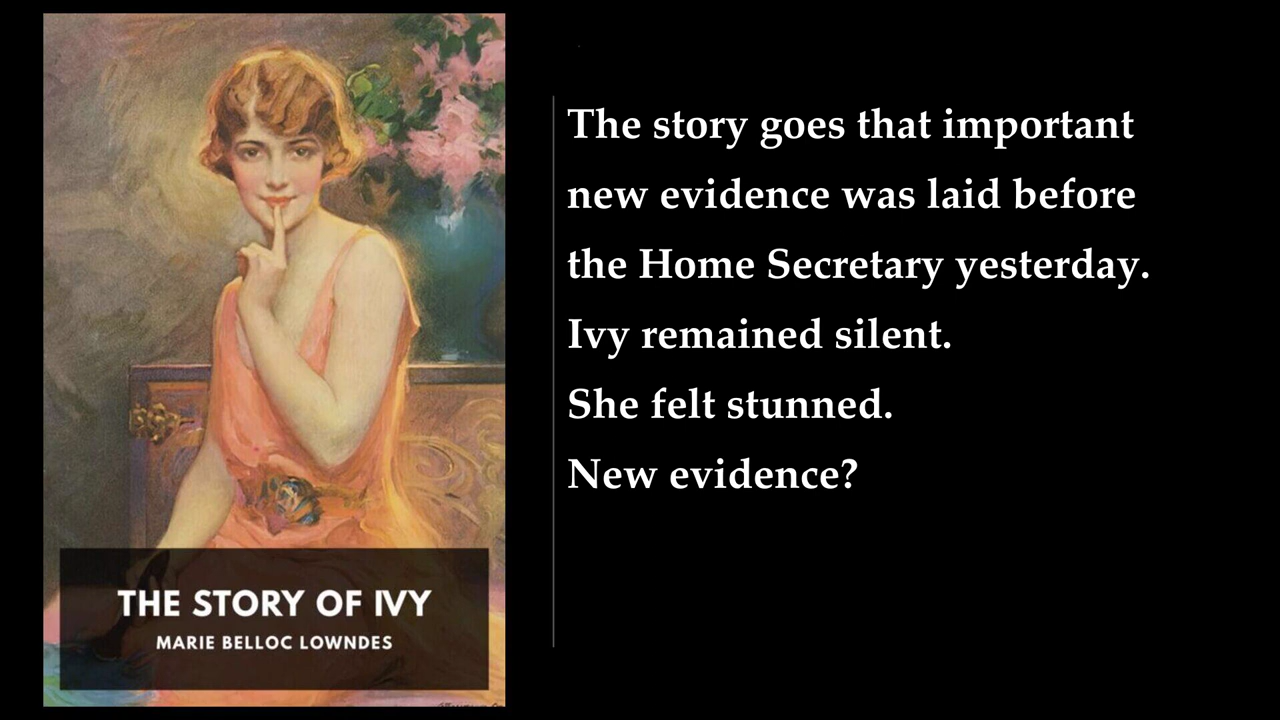 THE STORY OF IVY
MARIE BELLOC LOWNDES
The story goes that important
new evidence was laid before
the Home Secretary yesterday.
Ivy remained silent.
She felt stunned.
New evidence?